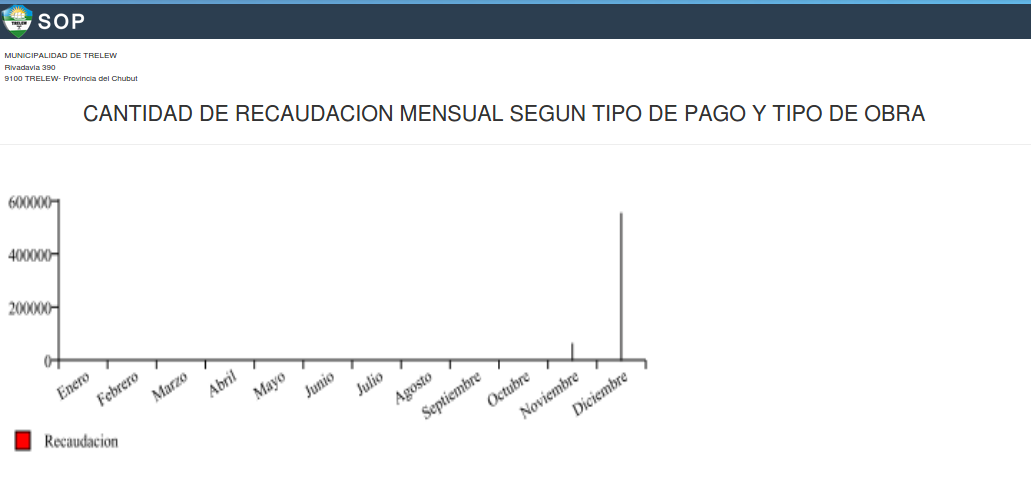 TRELEW
SOP
MUNICIPALIDAD DE TRELEW
Rivadavia 390
9100 TRELEW- Provincia del Chubut
CANTIDAD DE RECAUDACION MENSUAL SEGUN TIPO DE PAGO Y TIPO DE OBRA
600000
400000
200000
0
Enero
Febrero
Marzo
Abril
Mayo
Junio
Julio
Agosto
Septiembre
Octubre
Noviembre
Diciembre
Recaudacion